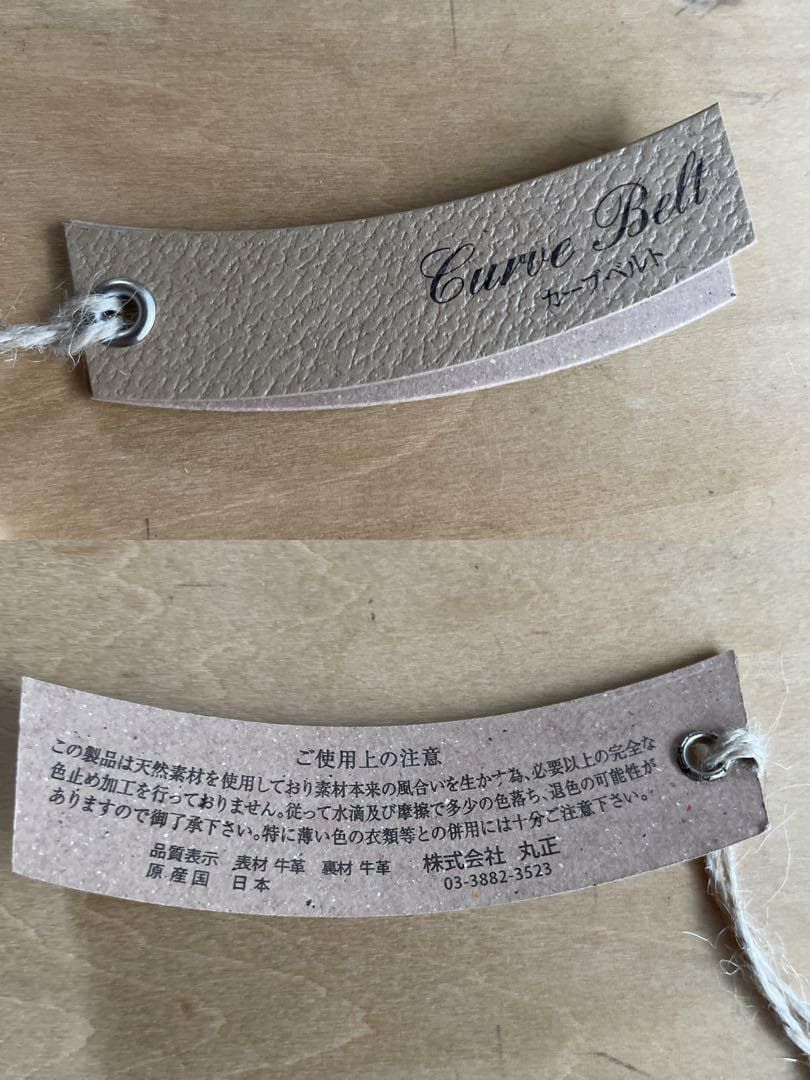 Curve Belt
カーブベルト
ご使用上の注意
この製品は天然素材を使用しており素材本来の風合いを生かす為、必要以上の完全な
色止め加工を行っておりません。従って水滴及び摩擦で多少の色落ち、退色の可能性が
ありますので御了承下さい。特に薄い色の衣類等との併用には十分ご注意下さい。
品質表示 表材 牛革 裏材 牛革 株式会社 丸正
原産国 日本 03-3882-3523